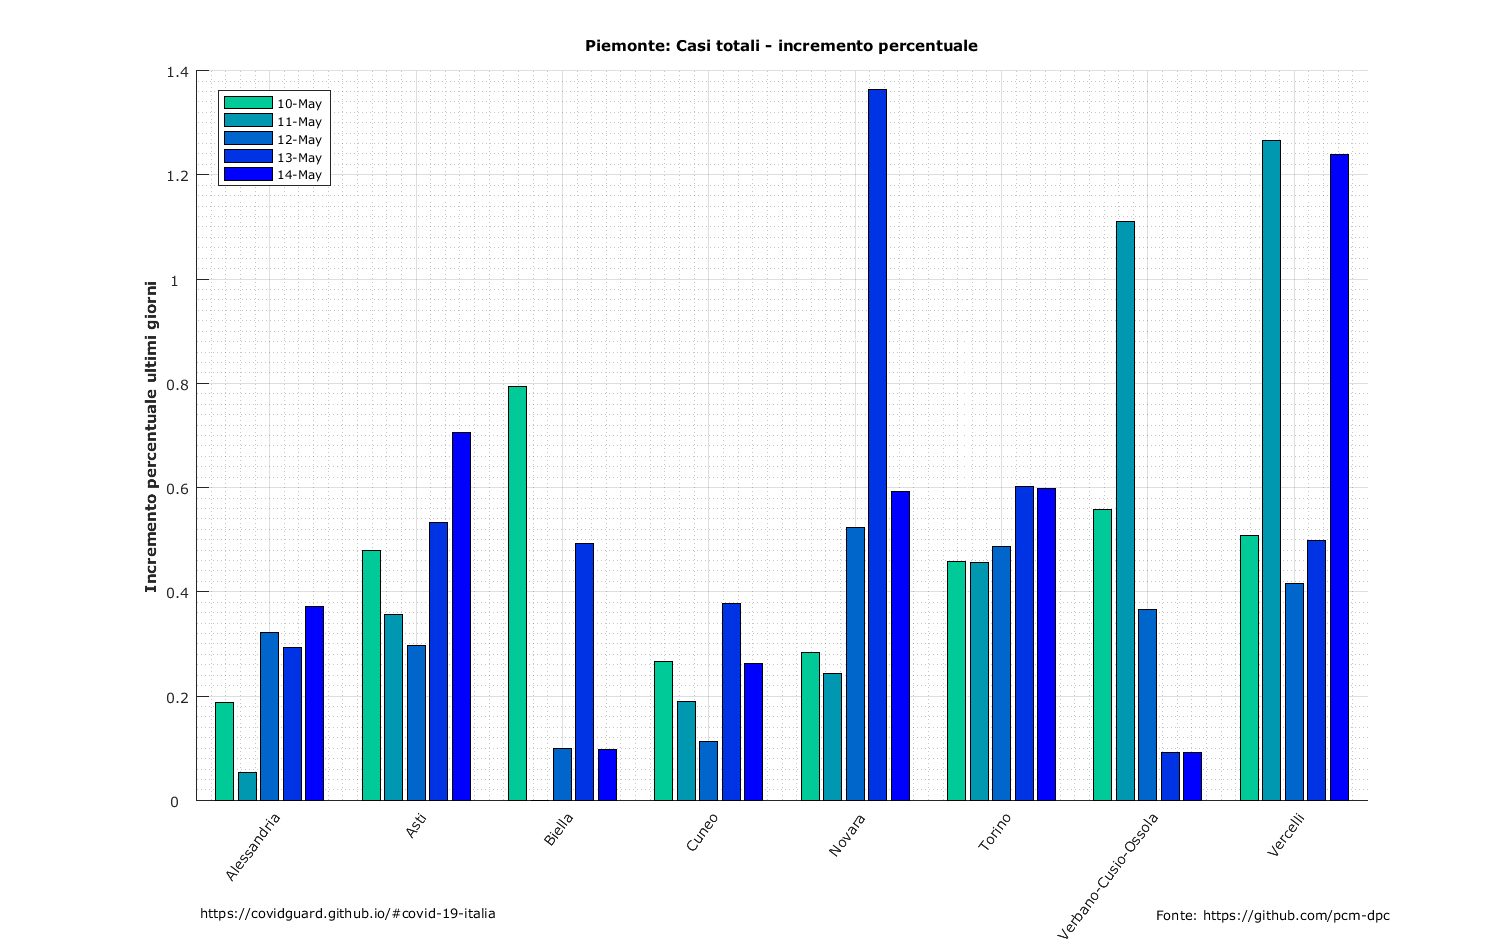 Piemonte: Casi totali - incremento percentuale
1.4
1.2
1
0.8
0.6
0.4
0.2
0
Incremento percentuale ultimi giorni
10-May
11-May
12-May
13-May
14-May
Alessandria
Asti
Biella
Cuneo
Novara
Torino
Verbano-Cusio-Ossola
Vercelli
https://covidguard.github.io/#covid-19-italia
Fonte: https://github.com/pcm-dpc